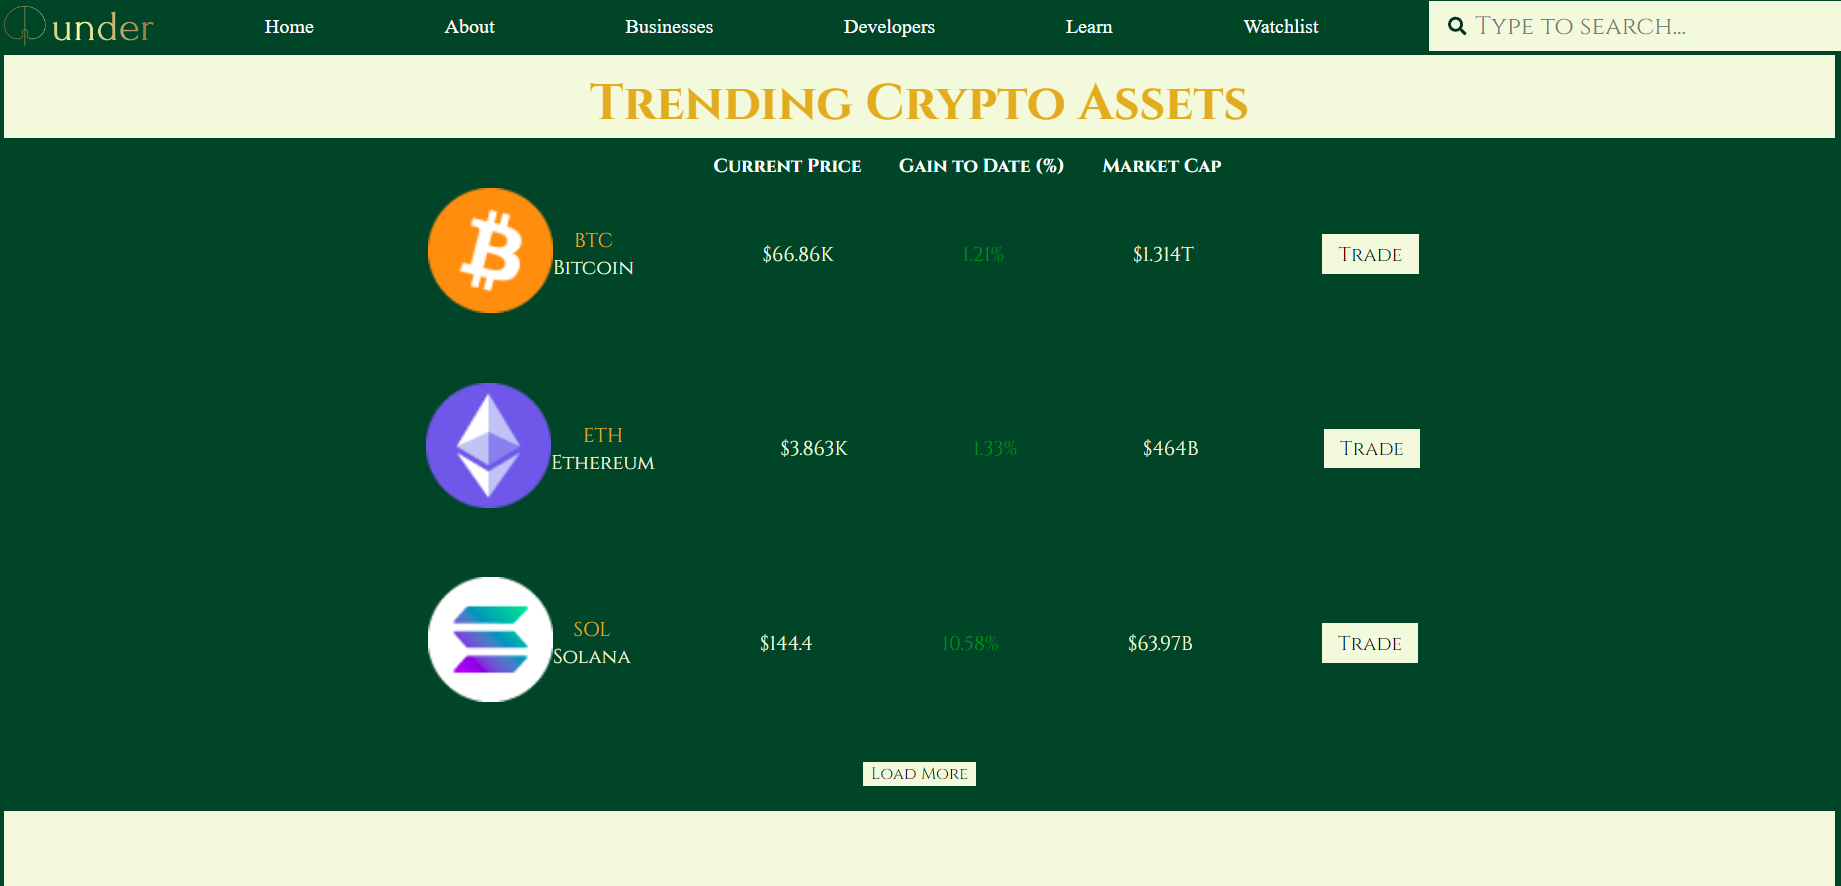 under Home About Businesses Developers Learn Watchlist Type to search...
Trending Crypto Assets
Current Price Gain to Date (%) Market Cap
BTC
Bitcoin
$66.86K 1.21% $1.314T Trade
ETH
Ethereum
$3.863K 1.33% $464B Trade
SOL
Solana
$144.4 10.58% $63.97B Trade
Load More